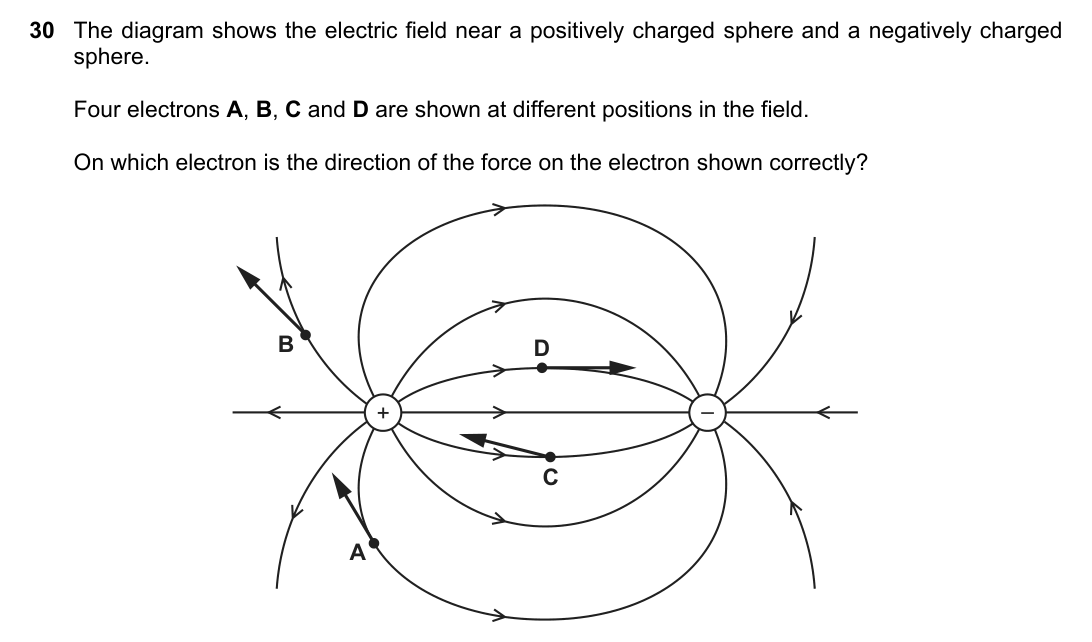 30 The diagram shows the electric field near a positively charged sphere and a negatively charged
sphere.
Four electrons A, B, C and D are shown at different positions in the field.
On which electron is the direction of the force on the electron shown correctly?
B
D
+
–
C
A